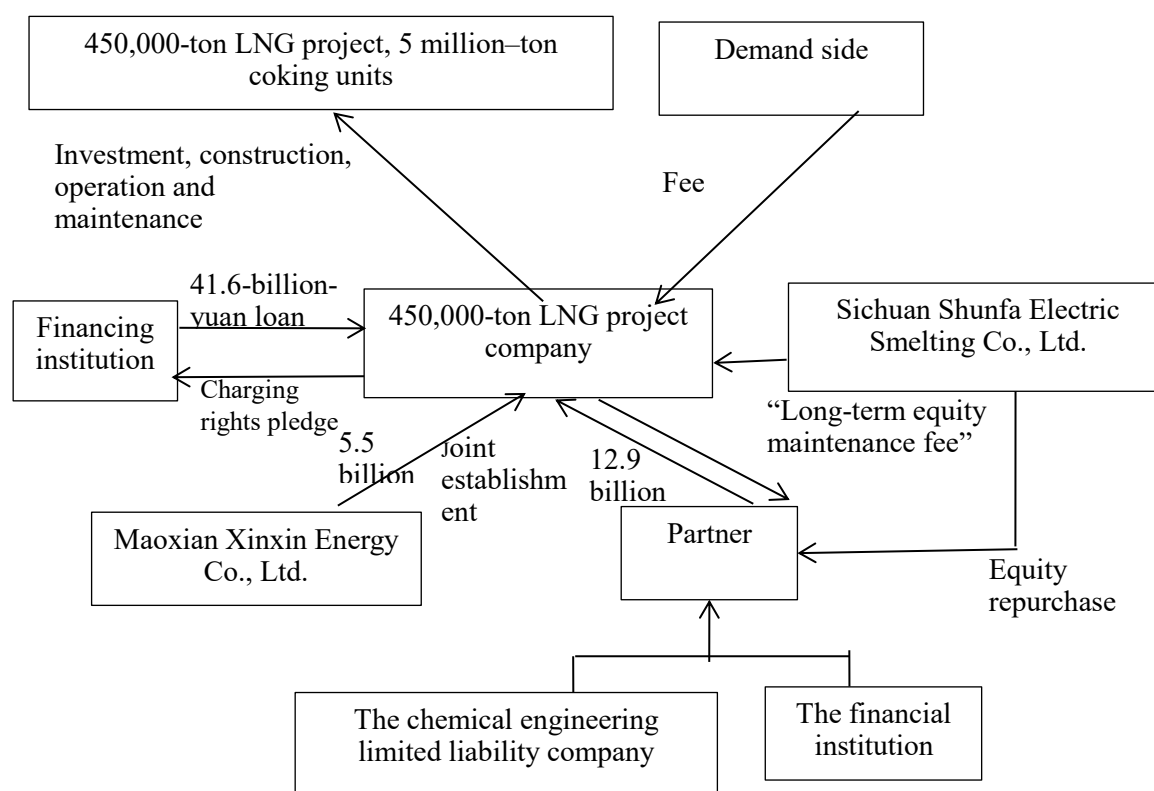 450,000-ton LNG project, 5 million–ton
coking units
Demand side
Investment, construction,
operation and
maintenance
Fee
41.6-billion-
yuan loan
Financing
institution
450,000-ton LNG project
company
Sichuan Shunfa Electric
Smelting Co., Ltd.
Charging
rights pledge
“Long-term equity
maintenance fee”
5.5
billion
Joint
establishm
ent
12.9
billion
Maoxian Xinxin Energy
Co., Ltd.
Partner
Equity
repurchase
The chemical engineering
limited liability company
The financial
institution